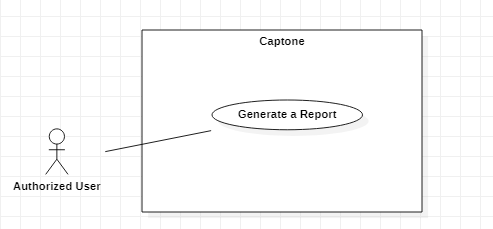 Captone
Generate a Report
Authorized User